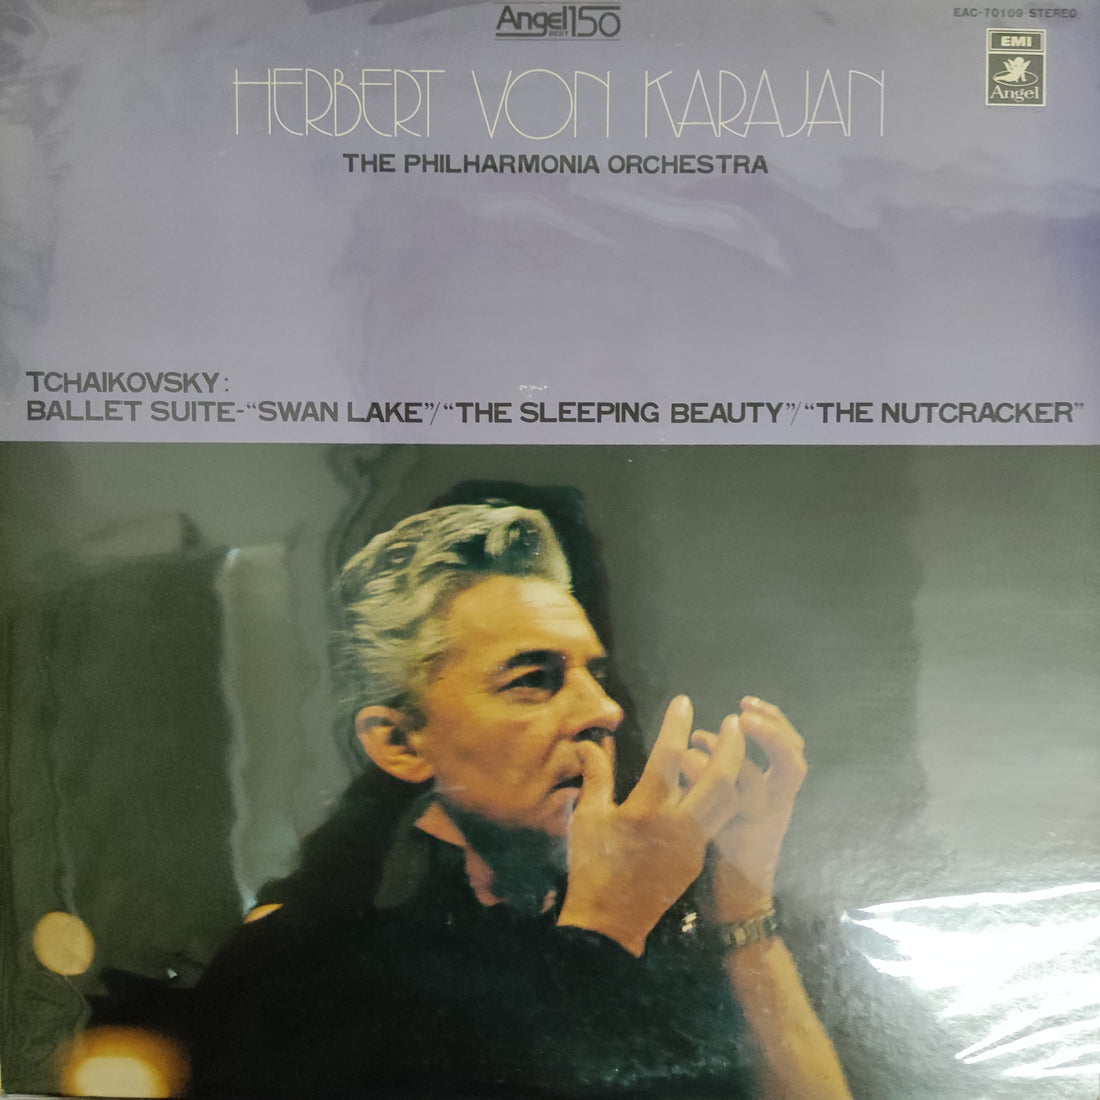 Angel BEST 150
EAC-70109 STEREO
EMI
Angel
HERBERT VON KARAJAN
THE PHILHARMONIA ORCHESTRA
TCHAIKOVSKY:
BALLET SUITE-“SWAN LAKE”/“THE SLEEPING BEAUTY”/“THE NUTCRACKER”